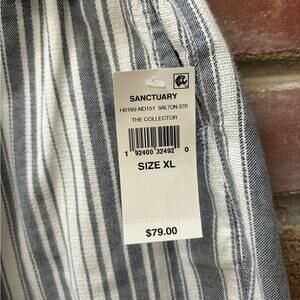 SANCTUARY
H0169-ND151 SALTON STR
THE COLLECTOR
1 92400 32492 0
SIZE XL
$79.00